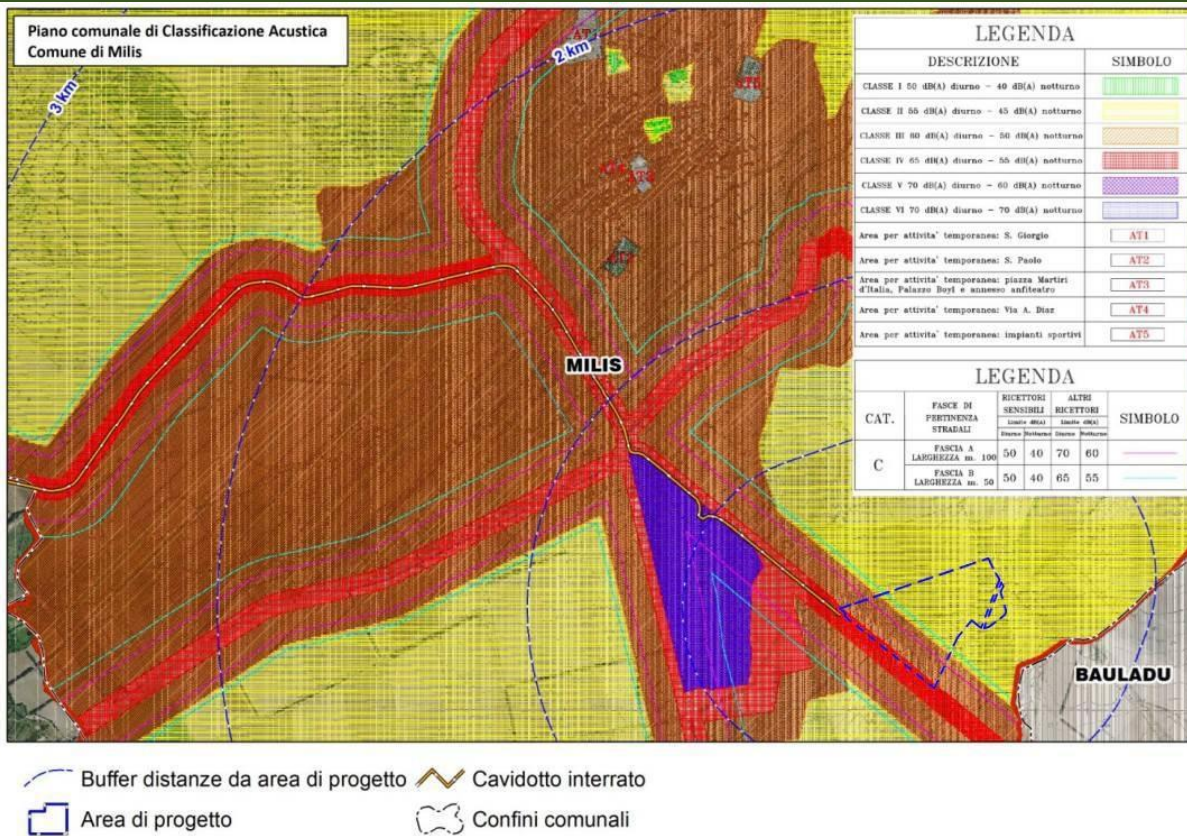 Piano comunale di Classificazione Acustica
Comune di Milis
3 km
2 km
MILIS
BAULADU
LEGENDA
DESCRIZIONE SIMBOLO
CLASSE I 50 dB(A) diurno - 40 dB(A) notturno
CLASSE II 55 dB(A) diurno - 45 dB(A) notturno
CLASSE III 60 dB(A) diurno - 50 dB(A) notturno
CLASSE IV 65 dB(A) diurno - 55 dB(A) notturno
CLASSE V 70 dB(A) diurno - 60 dB(A) notturno
CLASSE VI 70 dB(A) diurno - 70 dB(A) notturno
Area per attivita' temporanea: S. Giorgio AT1
Area per attivita' temporanea: S. Paolo AT2
Area per attivita' temporanea: piazza Martiri
d'Italia, Palazzo Boyl e annesso anfiteatro AT3
Area per attivita' temporanea: Via A. Diaz AT4
Area per attivita' temporanea: impianti sportivi AT5
LEGENDA
CAT. FASCE DI PERTINENZA STRADALI RICETTORI SENSIBILI ALTRI RICETTORI SIMBOLO
Limite dB(A) Limite dB(A)
Diurno Notturno Diurno Notturno
C
FASCIA A
LARGHEZZA m. 100 50 40 70 60
FASCIA B
LARGHEZZA m. 50 50 40 65 55
Buffer distanze da area di progetto Cavidotto interrato
Area di progetto Confini comunali